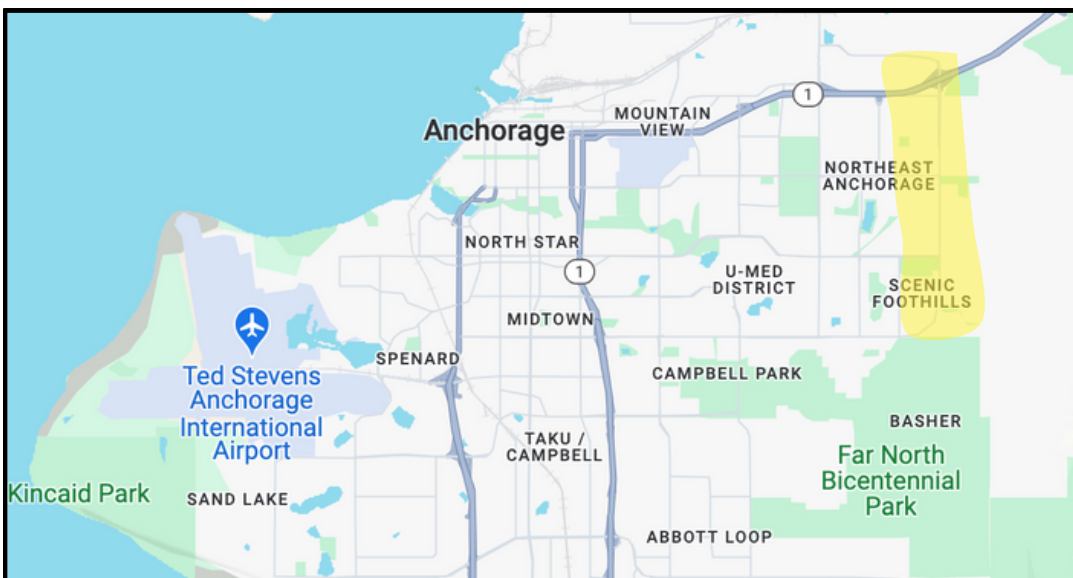 1
MOUNTAIN
VIEW
Anchorage
NORTHEAST
ANCHORAGE
NORTH STAR
1
U-MED
DISTRICT
SCENIC
FOOTHILLS
MIDTOWN
SPENARD
Ted Stevens
Anchorage
International
Airport
CAMPBELL PARK
BASHER
TAKU /
CAMPBELL
Far North
Bicentennial
Park
Kincaid Park
SAND LAKE
ABBOTT LOOP